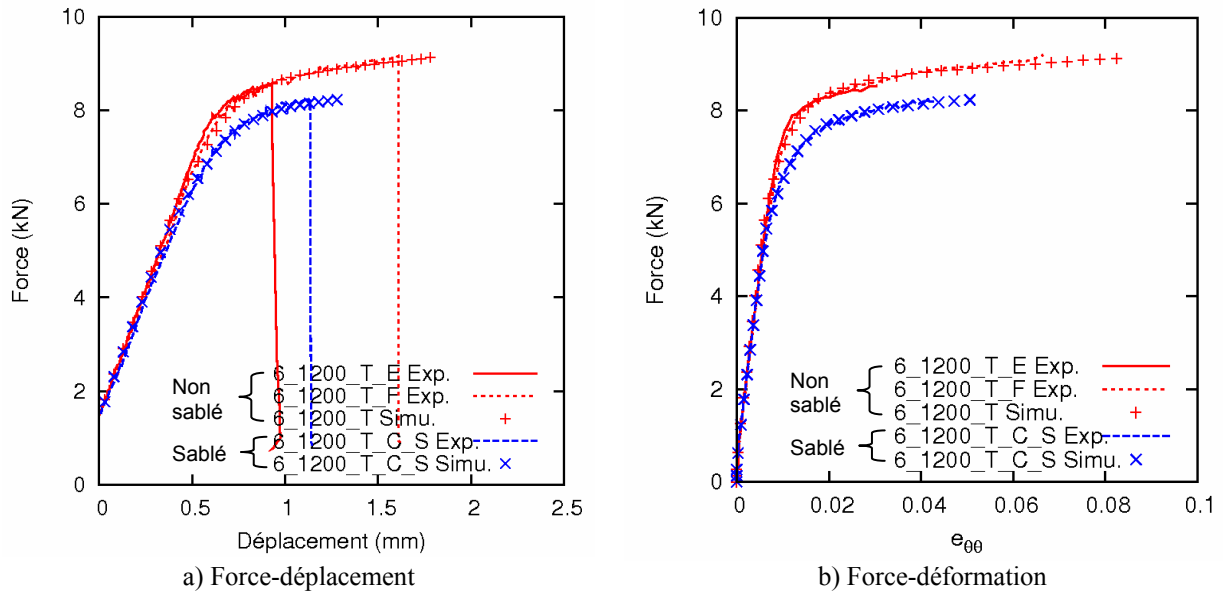 10
8
6
4
2
0
Force (kN)
0
0.5
1
1.5
2
2.5
Déplacement (mm)
Non
sablé
Sablé
6_1200_T_E Exp.
6_1200_T_F Exp.
6_1200_T Simu.
6_1200_T_C_S Exp.
6_1200_T_C_S Simu.
a) Force-déplacement
10
8
6
4
2
0
Force (kN)
0
0.02
0.04
0.06
0.08
0.1
e_θθ
Non
sablé
Sablé
6_1200_T_E Exp.
6_1200_T_F Exp.
6_1200_T Simu.
6_1200_T_C_S Exp.
6_1200_T_C_S Simu.
b) Force-déformation